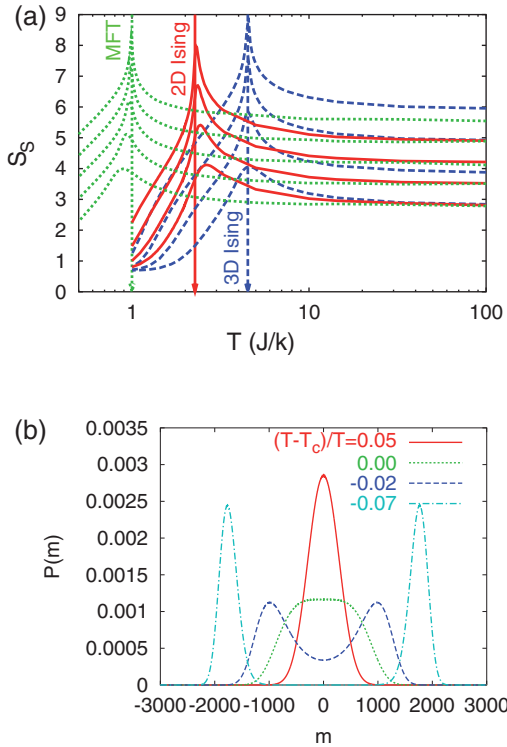 (a)
9
8
7
6
5
4
3
2
1
0
S_S
MFT
2D Ising
3D Ising
1 10 100
T (J/k)
(b)
0.0035
0.003
0.0025
0.002
0.0015
0.001
0.0005
0
P(m)
(T-T_c)/T=0.05
0.00
-0.02
-0.07
-3000 -2000 -1000 0 1000 2000 3000
m